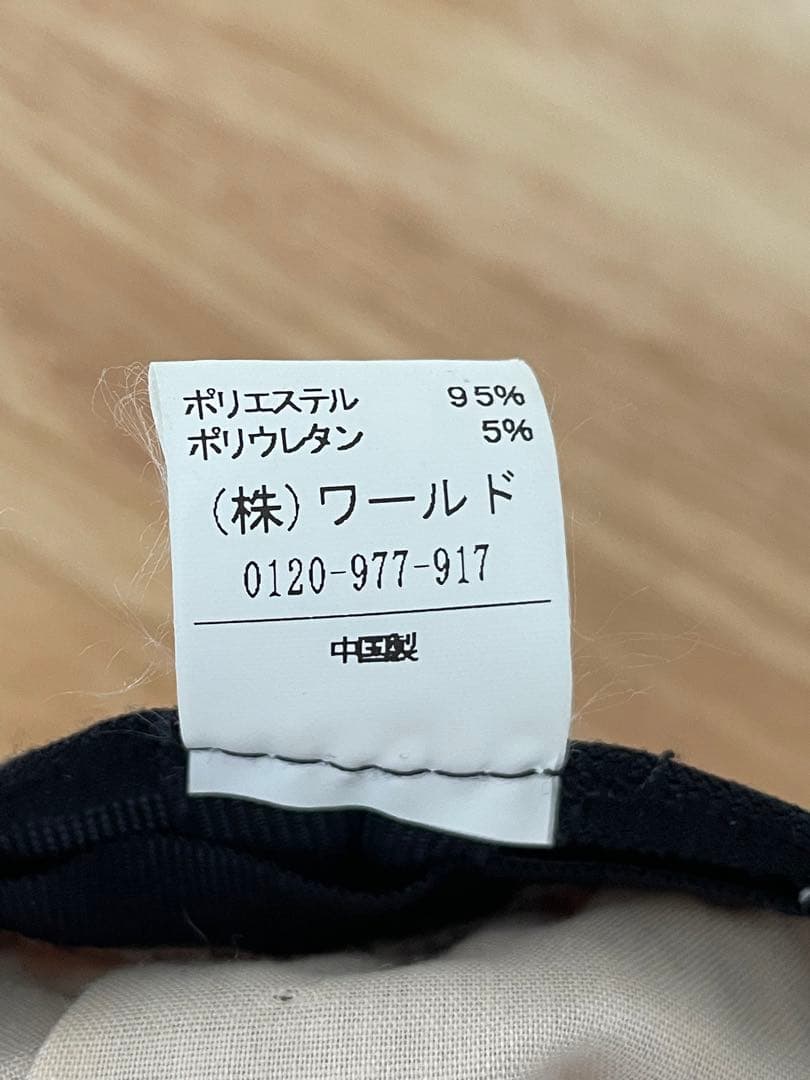 ポリエステル 95%
ポリウレタン 5%
(株)ワールド
0120-977-917
中国製